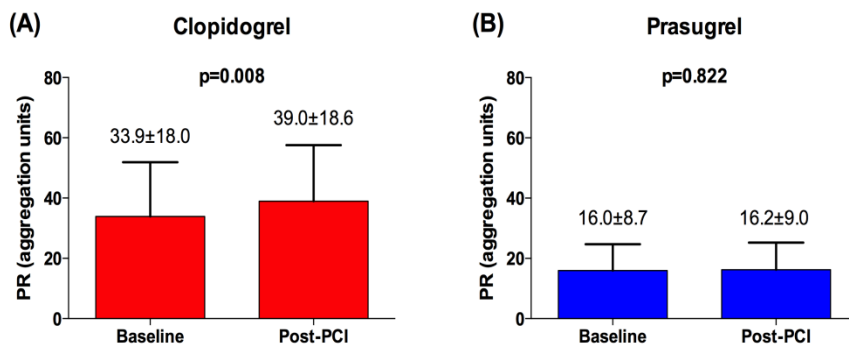 (A)
Clopidogrel
p=0.008
PR (aggregation units)
80
60
40
20
0
33.9±18.0
39.0±18.6
Baseline
Post-PCI
(B)
Prasugrel
p=0.822
PR (aggregation units)
80
60
40
20
0
16.0±8.7
16.2±9.0
Baseline
Post-PCI